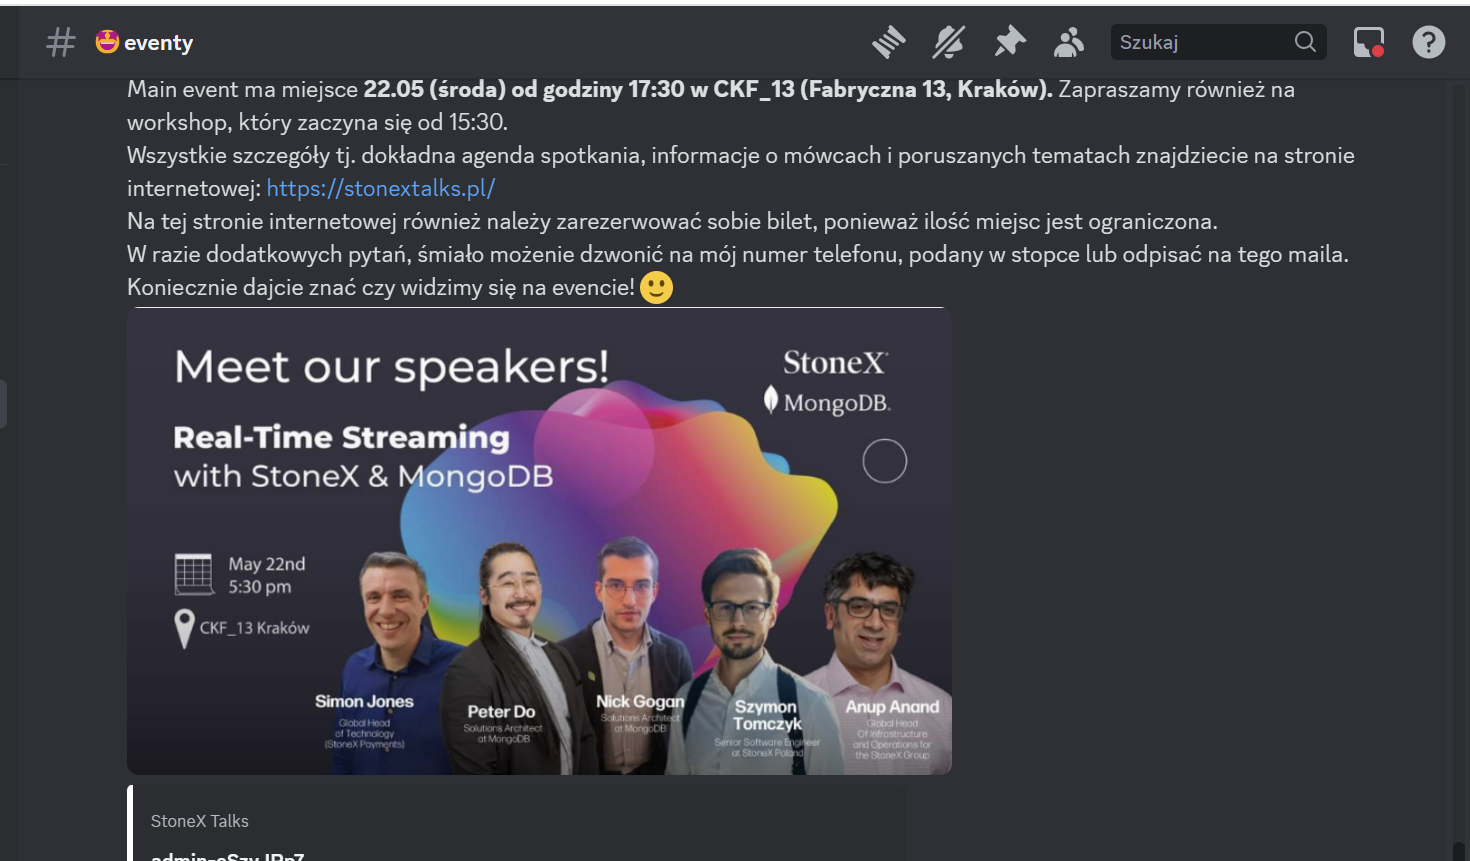 eventy
Szukaj
Main event ma miejsce 22.05 (środa) od godziny 17:30 w CKF_13 (Fabryczna 13, Kraków). Zapraszamy również na
workshop, który zaczyna się od 15:30.
Wszystkie szczegóły tj. dokładna agenda spotkania, informacje o mówcach i poruszanych tematach znajdziecie na stronie
internetowej: https://stonextalks.pl/
Na tej stronie internetowej również należy zarezerwować sobie bilet, ponieważ ilość miejsc jest ograniczona.
W razie dodatkowych pytań, śmiało możenie dzwonić na mój numer telefonu, podany w stopce lub odpisać na tego maila.
Koniecznie dajcie znać czy widzimy się na evencie!
Meet our speakers!
StoneX
MongoDB.
Real-Time Streaming
with StoneX & MongoDB
May 22nd
5:30 pm
CKF_13 Kraków
Simon Jones
Global Head
of Technology
(StoneX Payments)
Peter Do
Solutions Architect
at MongoDB
Nick Gogan
Solutions Architect
at MongoDB
Szymon
Tomczyk
Senior Software Engineer
at StoneX Poland
Anup Anand
Global Head
Of Infrastructure
and Operations for
the StoneX Group
StoneX Talks